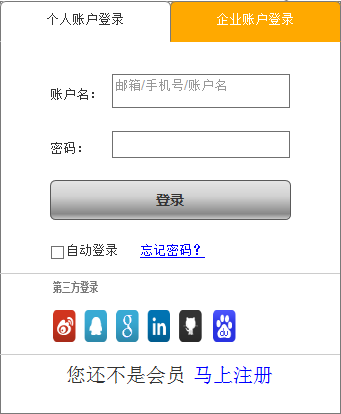 个人账户登录 企业账户登录
账户名： 邮箱/手机号/账户名
密码：
登录
自动登录 忘记密码？
第三方登录
g in
您还不是会员 马上注册